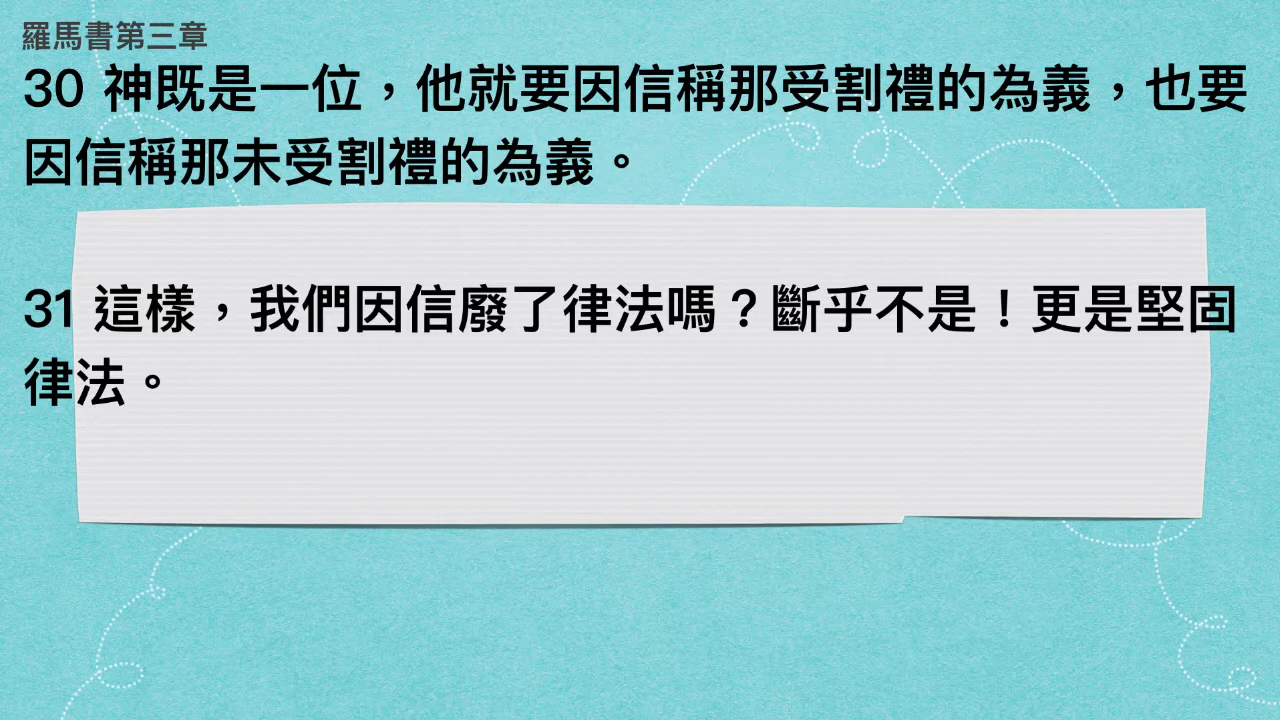 羅馬書第三章
30 神既是一位，他就要因信稱那受割禮的為義，也要
因信稱那未受割禮的為義。
31 這樣，我們因信廢了律法嗎？斷乎不是！更是堅固
律法。